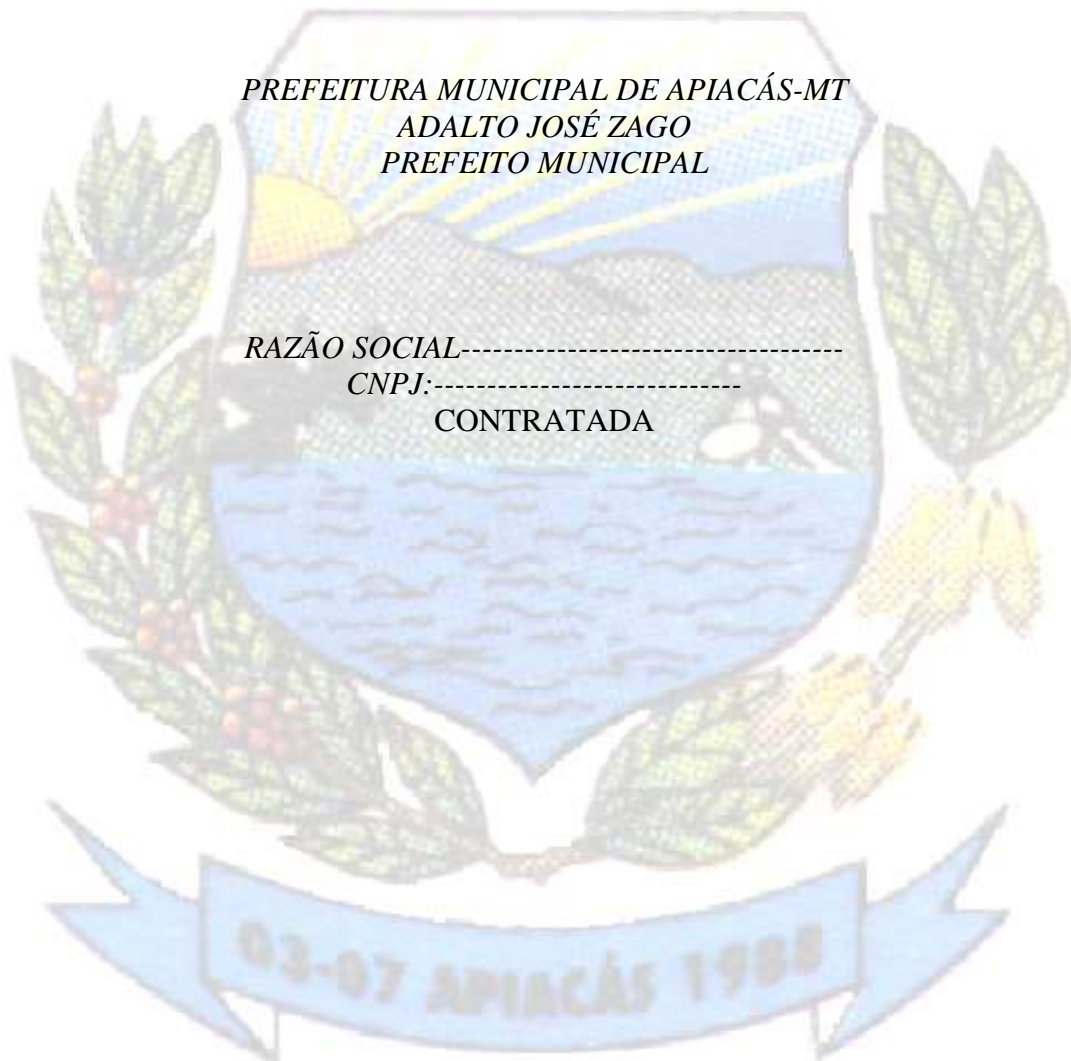 PREFEITURA MUNICIPAL DE APIACÁS-MT
ADALTO JOSÉ ZAGO
PREFEITO MUNICIPAL
RAZÃO SOCIAL------------------------------------
CNPJ:-----------------------------
CONTRATADA
03-07 APIACÁS 1988